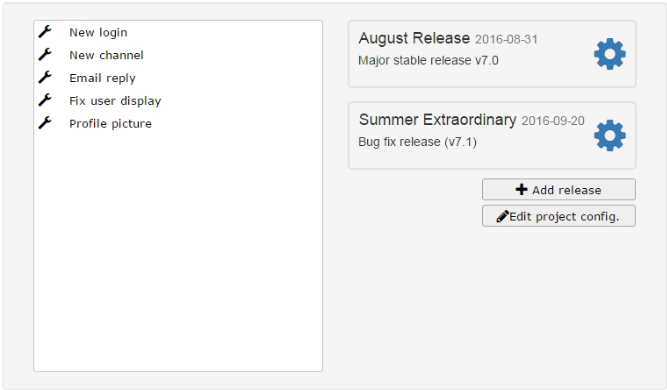 New login
New channel
Email reply
Fix user display
Profile picture
August Release 2016-08-31
Major stable release v7.0
Summer Extraordinary 2016-09-20
Bug fix release (v7.1)
Add release
Edit project config.